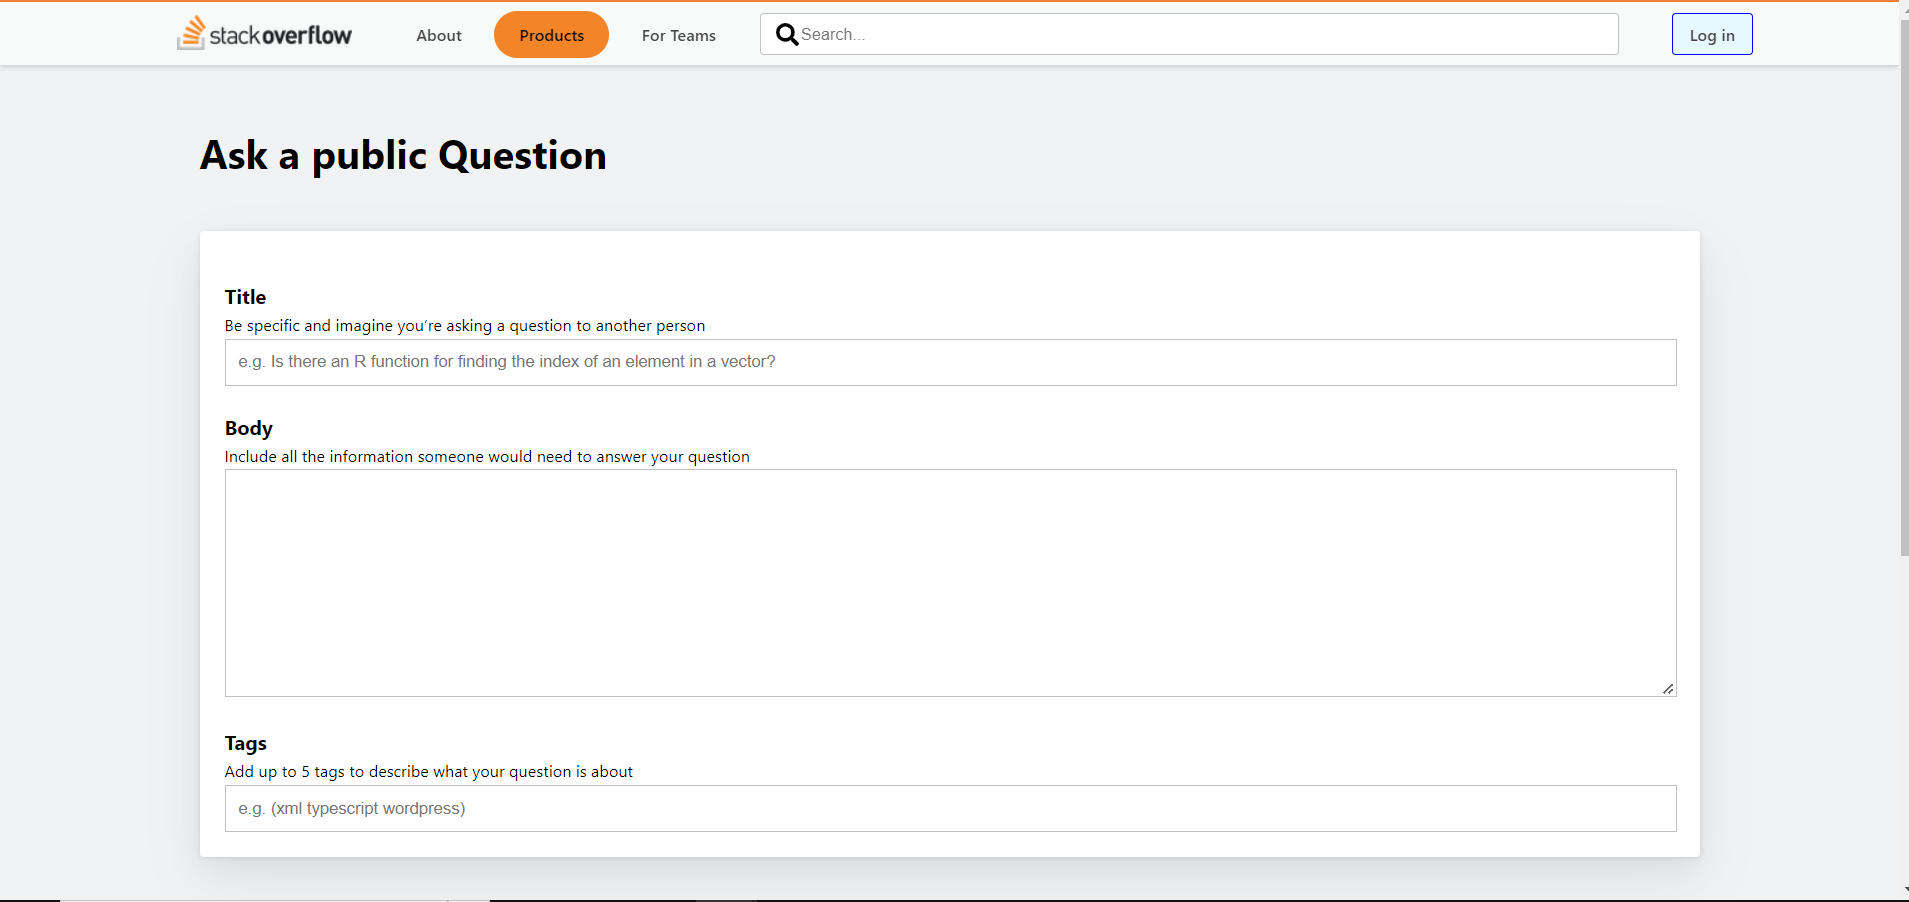 stackoverflow About Products For Teams Search... Log in
Ask a public Question
Title
Be specific and imagine you’re asking a question to another person
e.g. Is there an R function for finding the index of an element in a vector?
Body
Include all the information someone would need to answer your question
Tags
Add up to 5 tags to describe what your question is about
e.g. (xml typescript wordpress)